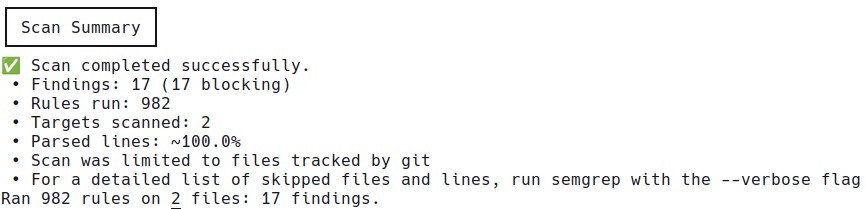 Scan Summary
✅ Scan completed successfully.
• Findings: 17 (17 blocking)
• Rules run: 982
• Targets scanned: 2
• Parsed lines: ~100.0%
• Scan was limited to files tracked by git
• For a detailed list of skipped files and lines, run semgrep with the --verbose flag
Ran 982 rules on 2 files: 17 findings.